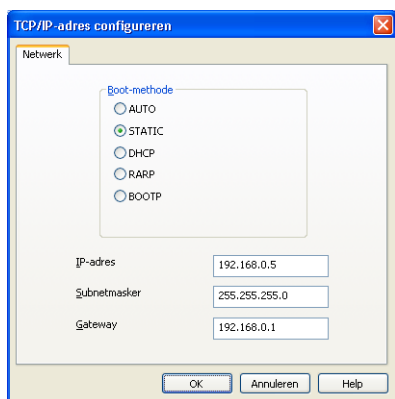 TCP/IP-adres configureren
Netwerk
Boot-methode
AUTO
STATIC
DHCP
RARP
BOOTP
IP-adres 192.168.0.5
Subnetmasker 255.255.255.0
Gateway 192.168.0.1
OK Annuleren Help